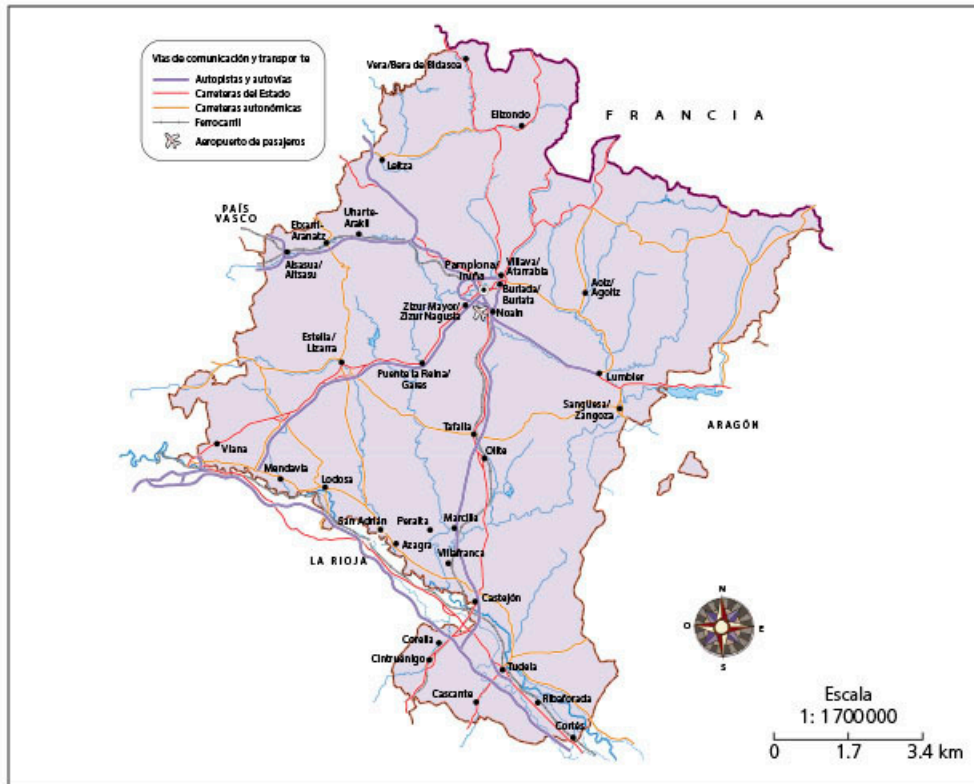 Vías de comunicación y transpor te
Autopistas y autovías
Carreteras del Estado
Carreteras autonómicas
Ferrocarril
Aeropuerto de pasajeros
Vera/Bera de Bidasoa
Elizondo
F R A N C I A
Leitza
PAÍS
VASCO
Etxarri-
Aranatz
Uharte-
Arakil
Alsasua/
Altsasu
Pamplona/
Iruña
Villava/
Atarrabia
Burlada/
Burlata
Aoiz/
Agoitz
Zizur Mayor/
Zizur Nagusia
Noain
Estella/
Lizarra
Puente la Reina/
Gares
Lumbier
Sangüesa/
Zangoza
ARAGÓN
Tafalla
Olite
Viana
Mendavia
Lodosa
San Adrián
Peralta
Marcilla
Azagra
Villafranca
LA RIOJA
Castejón
Corella
Cintruénigo
Tudela
Cascante
Ribaforada
Cortés
N
O
E
S
Escala
1: 1700000
0 1.7 3.4 km